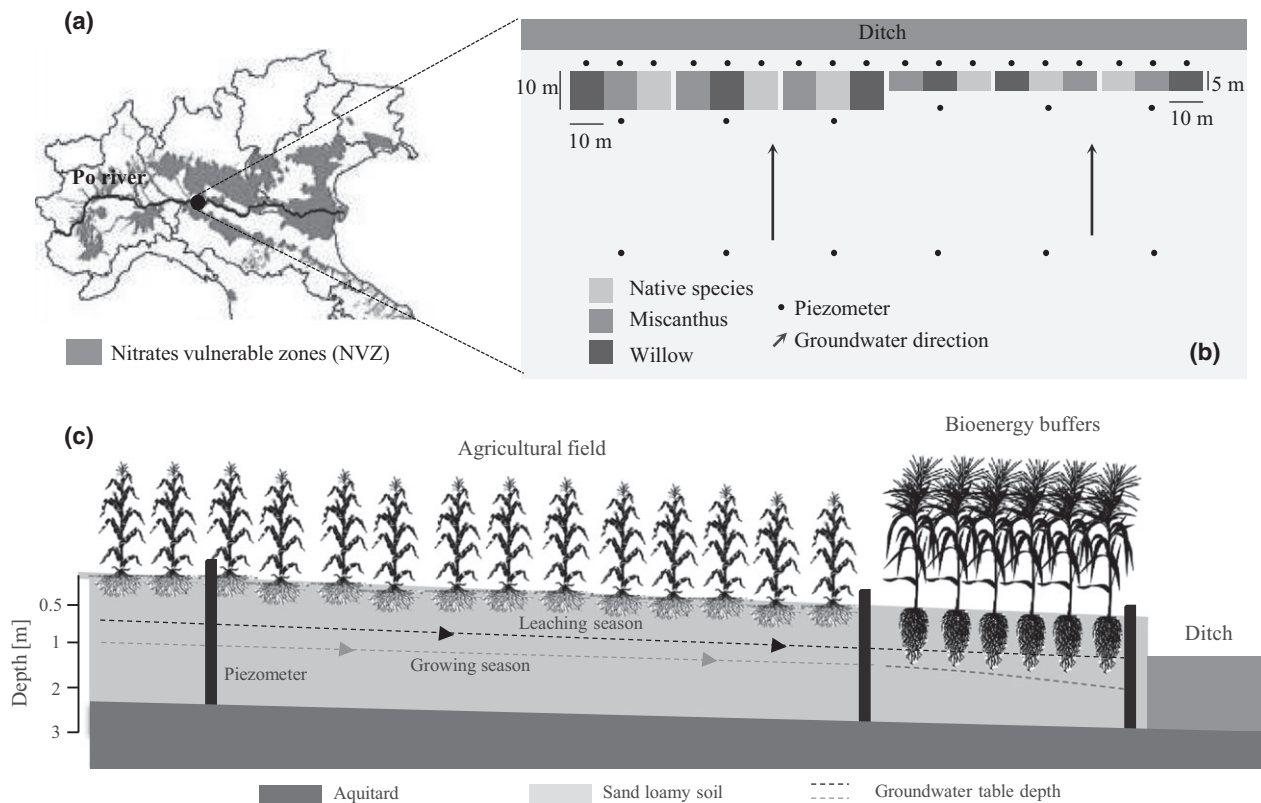 (a)
Po river
Nitrates vulnerable zones (NVZ)
Ditch
10 m
10 m
5 m
10 m
Native species
Miscanthus
Willow
Piezometer
Groundwater direction
(b)
(c)
Agricultural field
Bioenergy buffers
Depth [m]
0.5
1
2
3
Leaching season
Growing season
Piezometer
Ditch
Aquitard
Sand loamy soil
Groundwater table depth